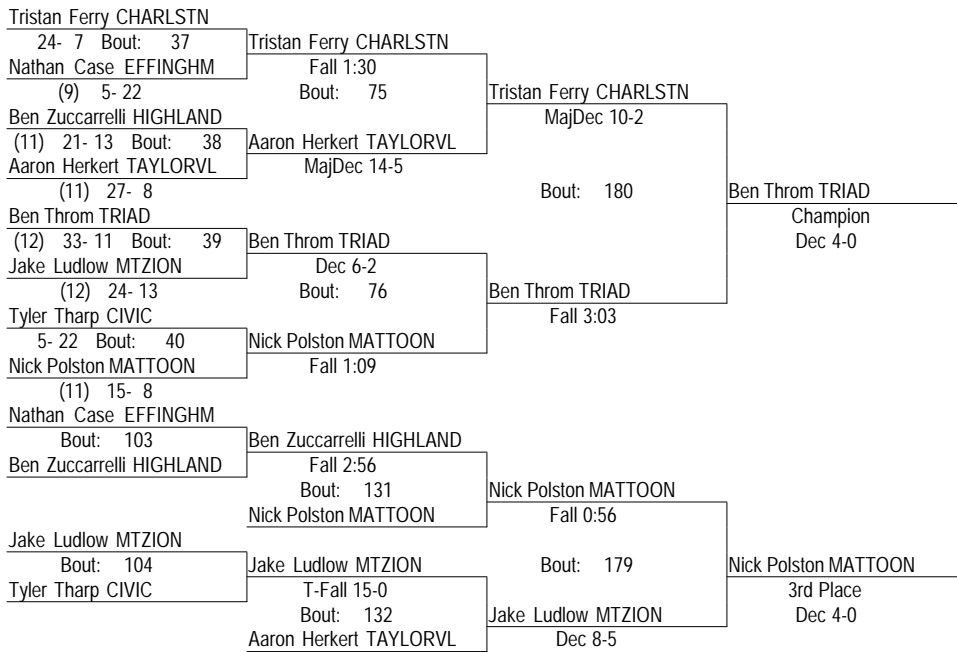 Tristan Ferry CHARLSTN
24- 7 Bout: 37 Tristan Ferry CHARLSTN
Nathan Case EFFINGHM Fall 1:30
(9) 5- 22 Bout: 75 Tristan Ferry CHARLSTN
Ben Zuccarrelli HIGHLAND MajDec 10-2
(11) 21- 13 Bout: 38 Aaron Herkert TAYLORVL
Aaron Herkert TAYLORVL MajDec 14-5
(11) 27- 8 Bout: 180 Ben Throm TRIAD
Ben Throm TRIAD Champion
(12) 33- 11 Bout: 39 Ben Throm TRIAD Dec 4-0
Jake Ludlow MTZION Dec 6-2
(12) 24- 13 Bout: 76 Ben Throm TRIAD
Tyler Tharp CIVIC Fall 3:03
5- 22 Bout: 40 Nick Polston MATTOON
Nick Polston MATTOON Fall 1:09
(11) 15- 8
Nathan Case EFFINGHM
Bout: 103 Ben Zuccarrelli HIGHLAND
Ben Zuccarrelli HIGHLAND Fall 2:56
Bout: 131 Nick Polston MATTOON
Nick Polston MATTOON Fall 0:56
Jake Ludlow MTZION
Bout: 104 Jake Ludlow MTZION Bout: 179 Nick Polston MATTOON
Tyler Tharp CIVIC T-Fall 15-0 3rd Place
Bout: 132 Jake Ludlow MTZION Dec 4-0
Aaron Herkert TAYLORVL Dec 8-5